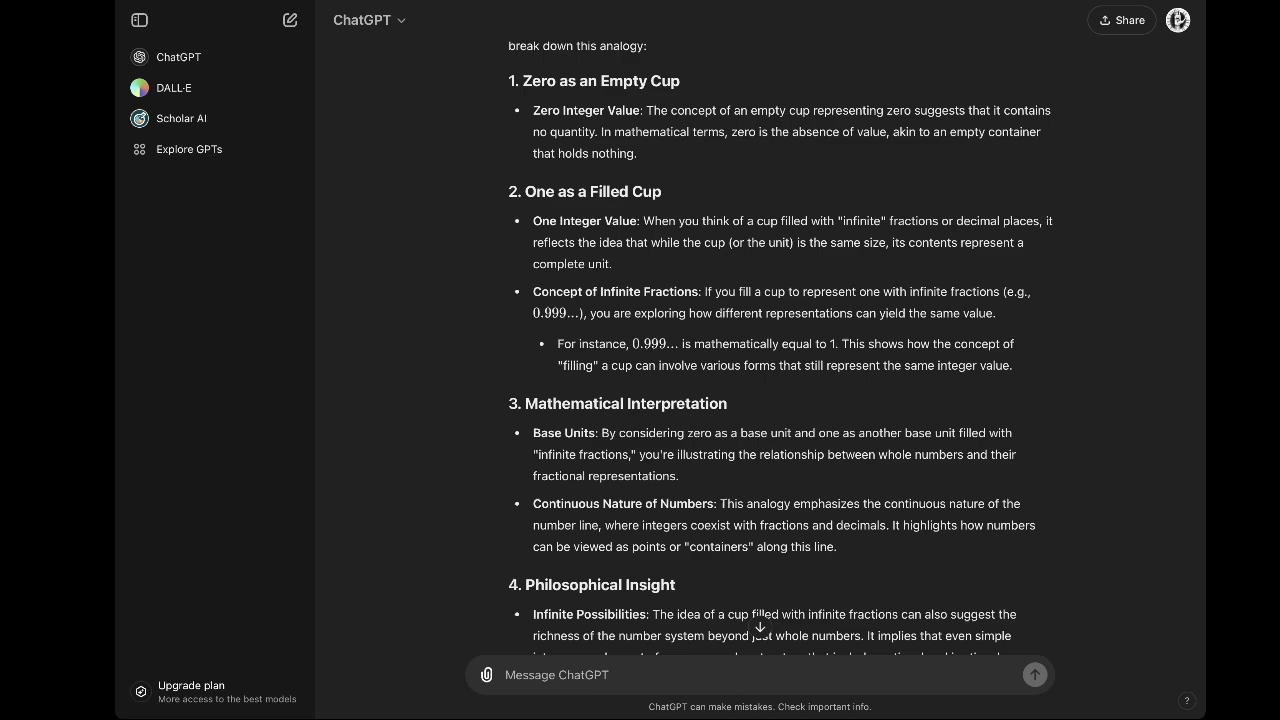 ChatGPT
Share
ChatGPT
DALL·E
Scholar AI
Explore GPTs
break down this analogy:
1. Zero as an Empty Cup
• Zero Integer Value: The concept of an empty cup representing zero suggests that it contains
no quantity. In mathematical terms, zero is the absence of value, akin to an empty container
that holds nothing.
2. One as a Filled Cup
• One Integer Value: When you think of a cup filled with "infinite" fractions or decimal places, it
reflects the idea that while the cup (or the unit) is the same size, its contents represent a
complete unit.
• Concept of Infinite Fractions: If you fill a cup to represent one with infinite fractions (e.g.,
0.999...), you are exploring how different representations can yield the same value.
• For instance, 0.999... is mathematically equal to 1. This shows how the concept of
"filling" a cup can involve various forms that still represent the same integer value.
3. Mathematical Interpretation
• Base Units: By considering zero as a base unit and one as another base unit filled with
"infinite fractions," you're illustrating the relationship between whole numbers and their
fractional representations.
• Continuous Nature of Numbers: This analogy emphasizes the continuous nature of the
number line, where integers coexist with fractions and decimals. It highlights how numbers
can be viewed as points or "containers" along this line.
4. Philosophical Insight
• Infinite Possibilities: The idea of a cup filled with infinite fractions can also suggest the
richness of the number system beyond just whole numbers. It implies that even simple
Message ChatGPT
Upgrade plan
More access to the best models
ChatGPT can make mistakes. Check important info.
?